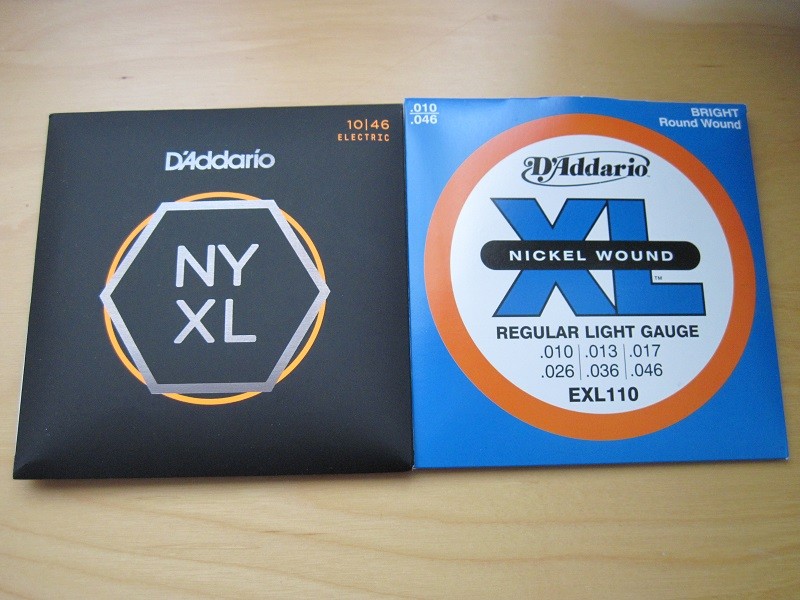 10|46
ELECTRIC
D'Addario
NY
XL
.010
.046
BRIGHT
Round Wound
D'Addario
XL
NICKEL WOUND
TM
REGULAR LIGHT GAUGE
.010 | .013 | .017
.026 | .036 | .046
EXL110